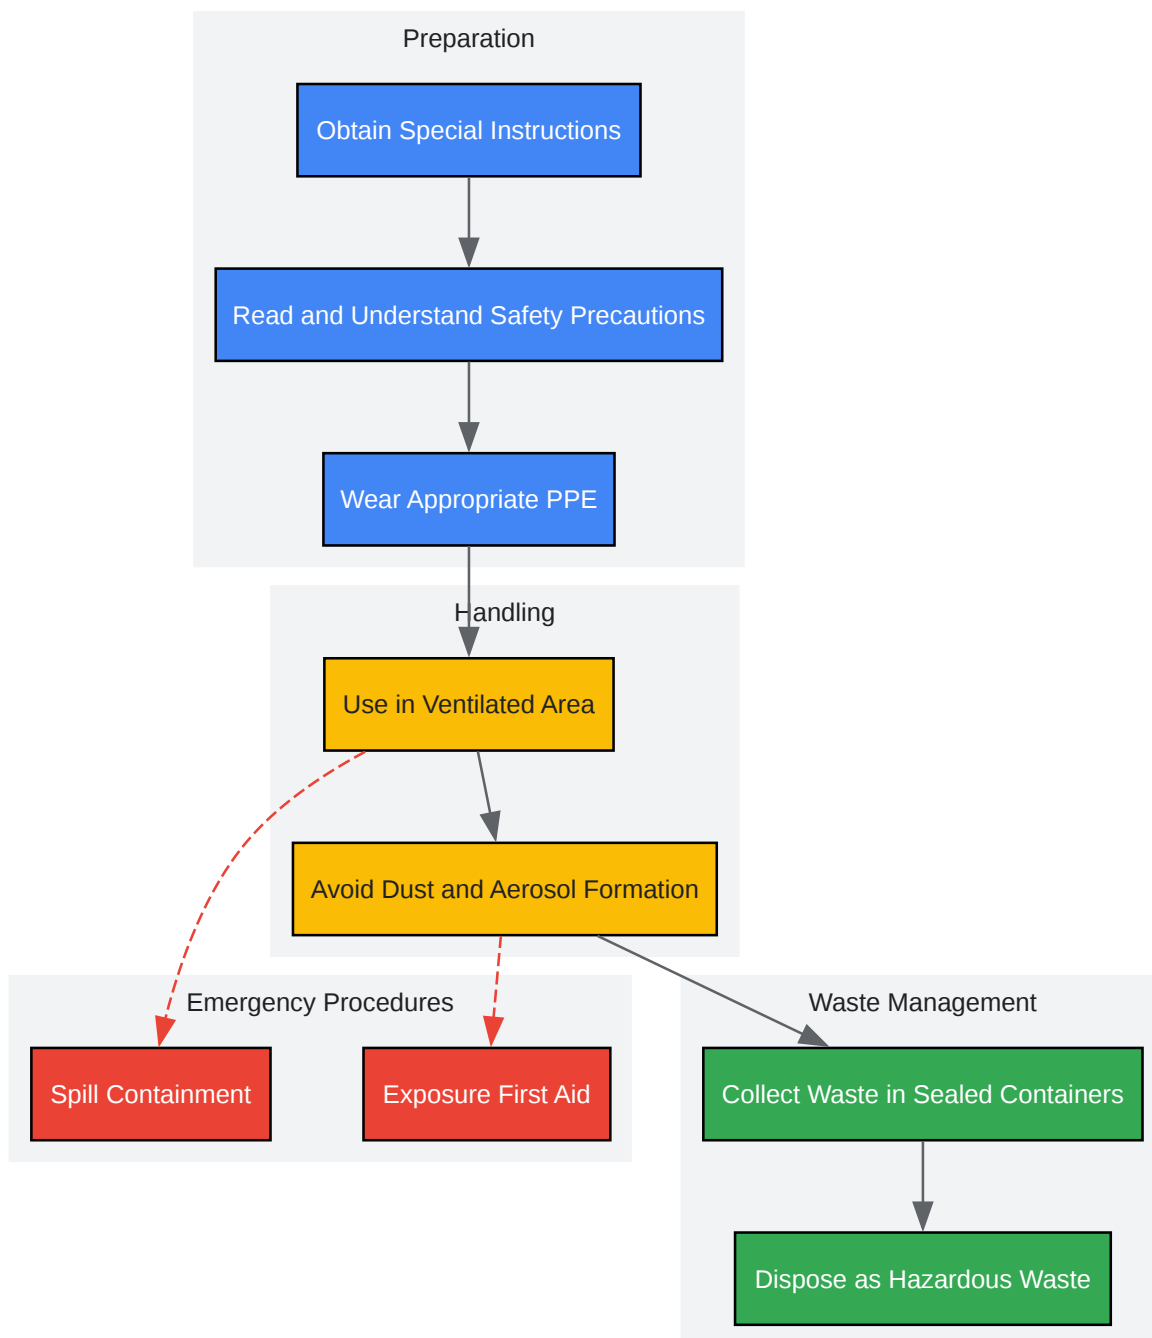 Preparation
Obtain Special Instructions
Read and Understand Safety Precautions
Wear Appropriate PPE
Handling
Use in Ventilated Area
Avoid Dust and Aerosol Formation
Emergency Procedures
Spill Containment
Exposure First Aid
Waste Management
Collect Waste in Sealed Containers
Dispose as Hazardous Waste